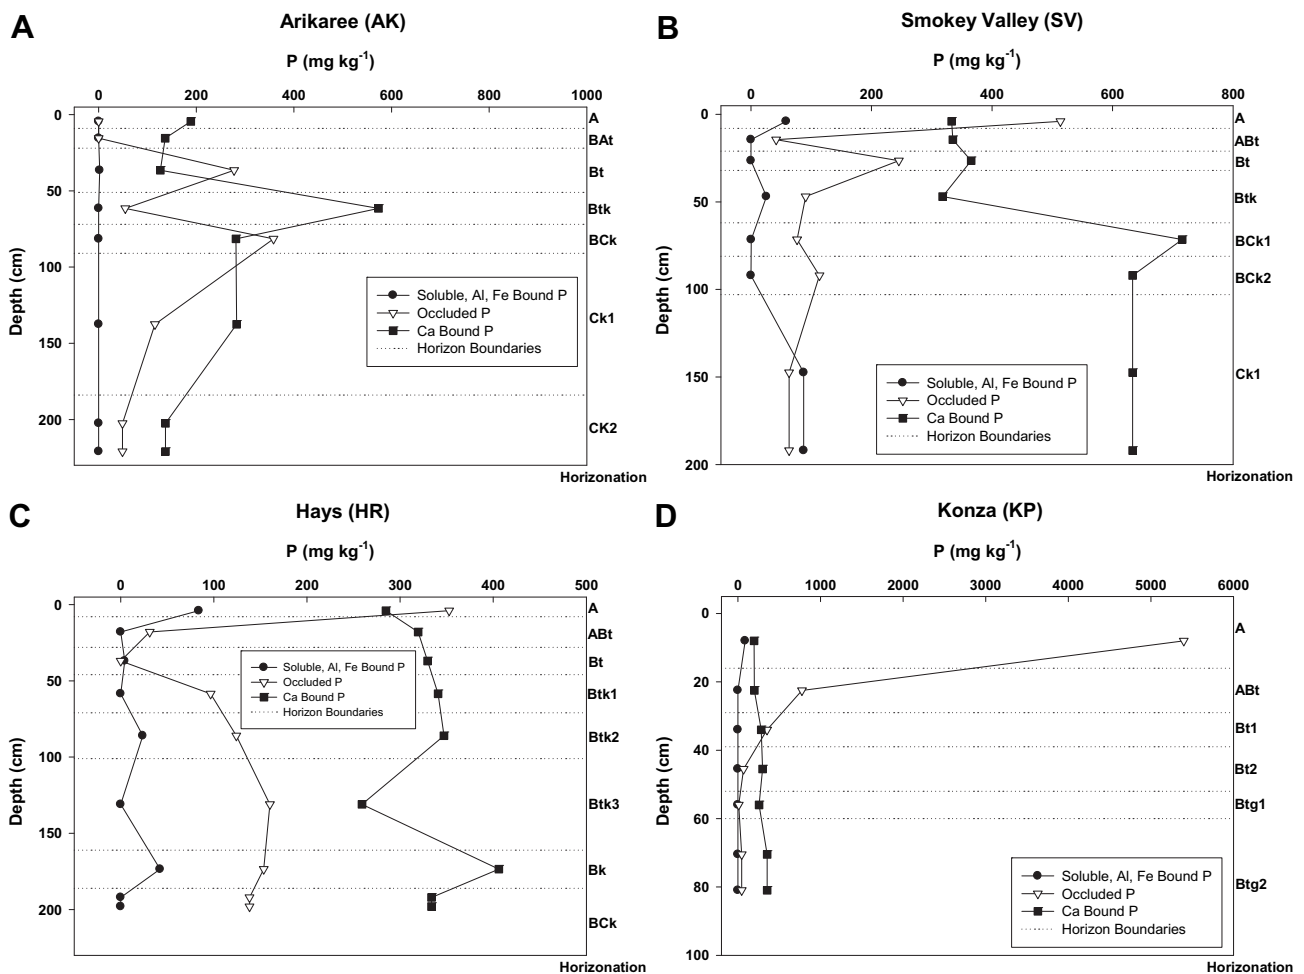 A
Arikaree (AK)
P (mg kg-1)
0 200 400 600 800 1000
Depth (cm)
0
50
100
150
200
A
BAt
Bt
Btk
BCk
Ck1
CK2
Soluble, Al, Fe Bound P
Occluded P
Ca Bound P
Horizon Boundaries
Horizonation
B
Smokey Valley (SV)
P (mg kg-1)
0 200 400 600 800
Depth (cm)
0
50
100
150
200
A
ABt
Bt
Btk
BCk1
BCk2
Ck1
Soluble, Al, Fe Bound P
Occluded P
Ca Bound P
Horizon Boundaries
Horizonation
C
Hays (HR)
P (mg kg-1)
0 100 200 300 400 500
Depth (cm)
0
50
100
150
200
A
ABt
Bt
Btk1
Btk2
Btk3
Bk
BCk
Soluble, Al, Fe Bound P
Occluded P
Ca Bound P
Horizon Boundaries
Horizonation
D
Konza (KP)
P (mg kg-1)
0 1000 2000 3000 4000 5000 6000
Depth (cm)
0
20
40
60
80
100
A
ABt
Bt1
Bt2
Btg1
Btg2
Soluble, Al, Fe Bound P
Occluded P
Ca Bound P
Horizon Boundaries
Horizonation